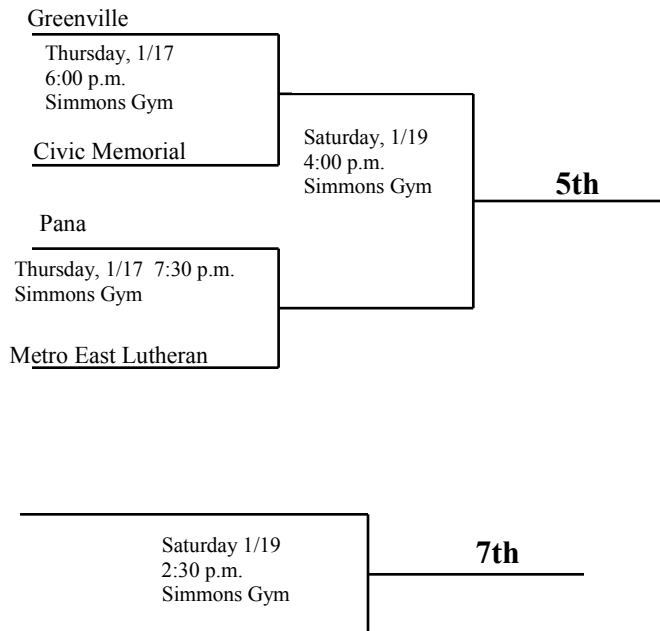 Greenville
Thursday, 1/17
6:00 p.m.
Simmons Gym
Civic Memorial
Saturday, 1/19
4:00 p.m.
Simmons Gym
5th
Pana
Thursday, 1/17  7:30 p.m.
Simmons Gym
Metro East Lutheran
Saturday 1/19
2:30 p.m.
Simmons Gym
7th